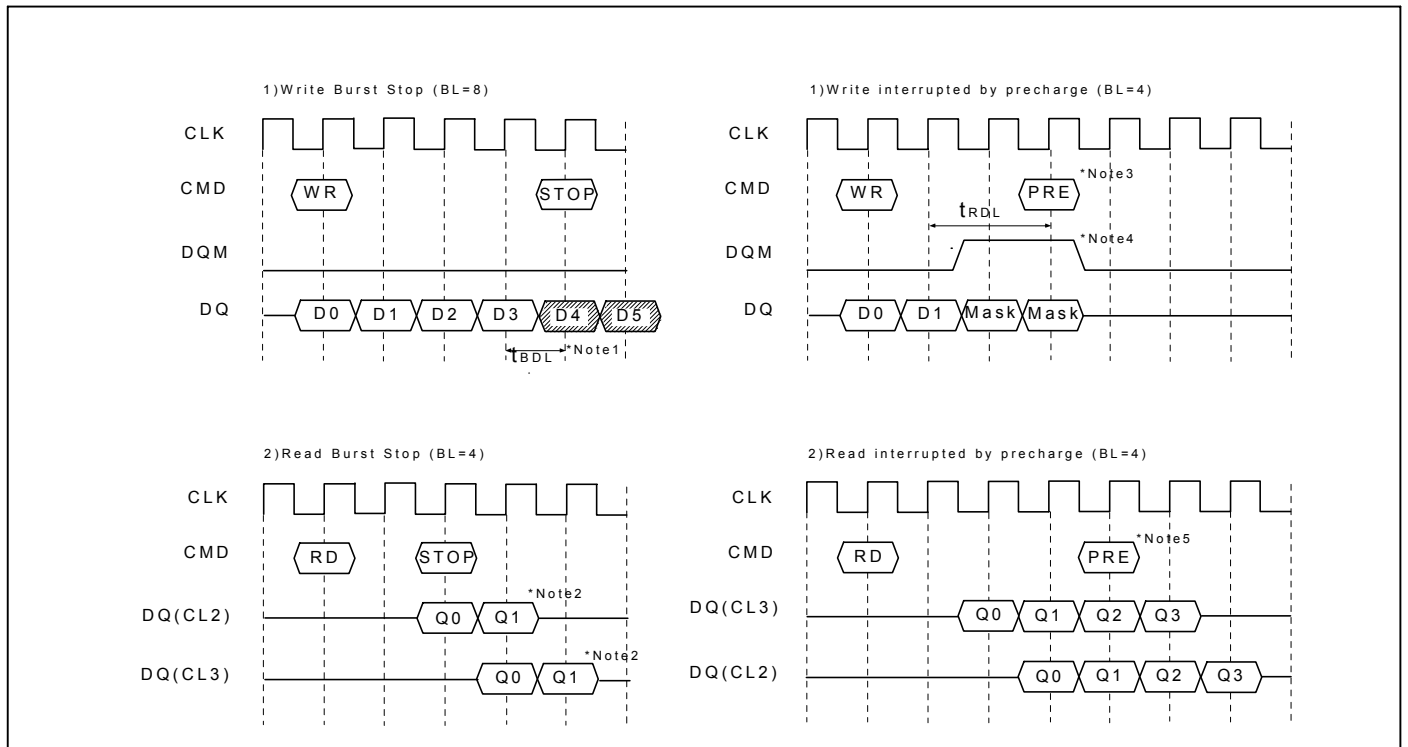 1)Write Burst Stop (BL=8)
CLK
CMD WR STOP
DQM
DQ D0 D1 D2 D3 D4 D5
tBDL *Note1
1)Write interrupted by precharge (BL=4)
CLK
CMD WR PRE *Note3
tRDL
DQM *Note4
DQ D0 D1 Mask Mask
2)Read Burst Stop (BL=4)
CLK
CMD RD STOP
DQ(CL2) Q0 Q1 *Note2
DQ(CL3) Q0 Q1 *Note2
2)Read interrupted by precharge (BL=4)
CLK
CMD RD PRE *Note5
DQ(CL3) Q0 Q1 Q2 Q3
DQ(CL2) Q0 Q1 Q2 Q3